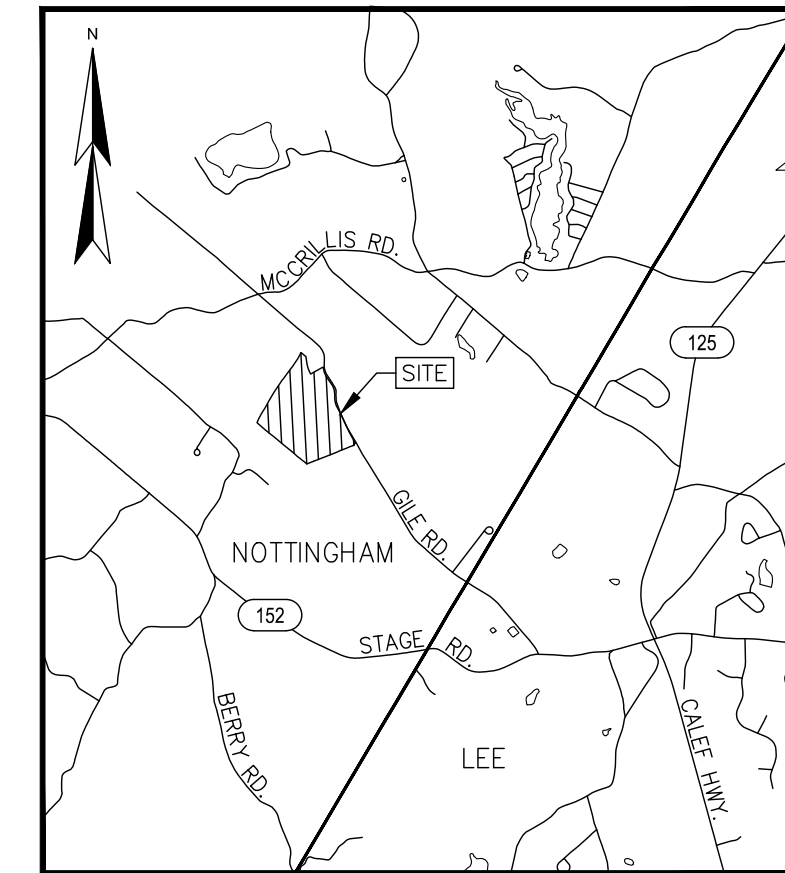 N
MCCRILLIS RD.
125
SITE
GILE RD.
NOTTINGHAM
152
STAGE RD.
BERRY RD.
LEE
CALEF HWY.